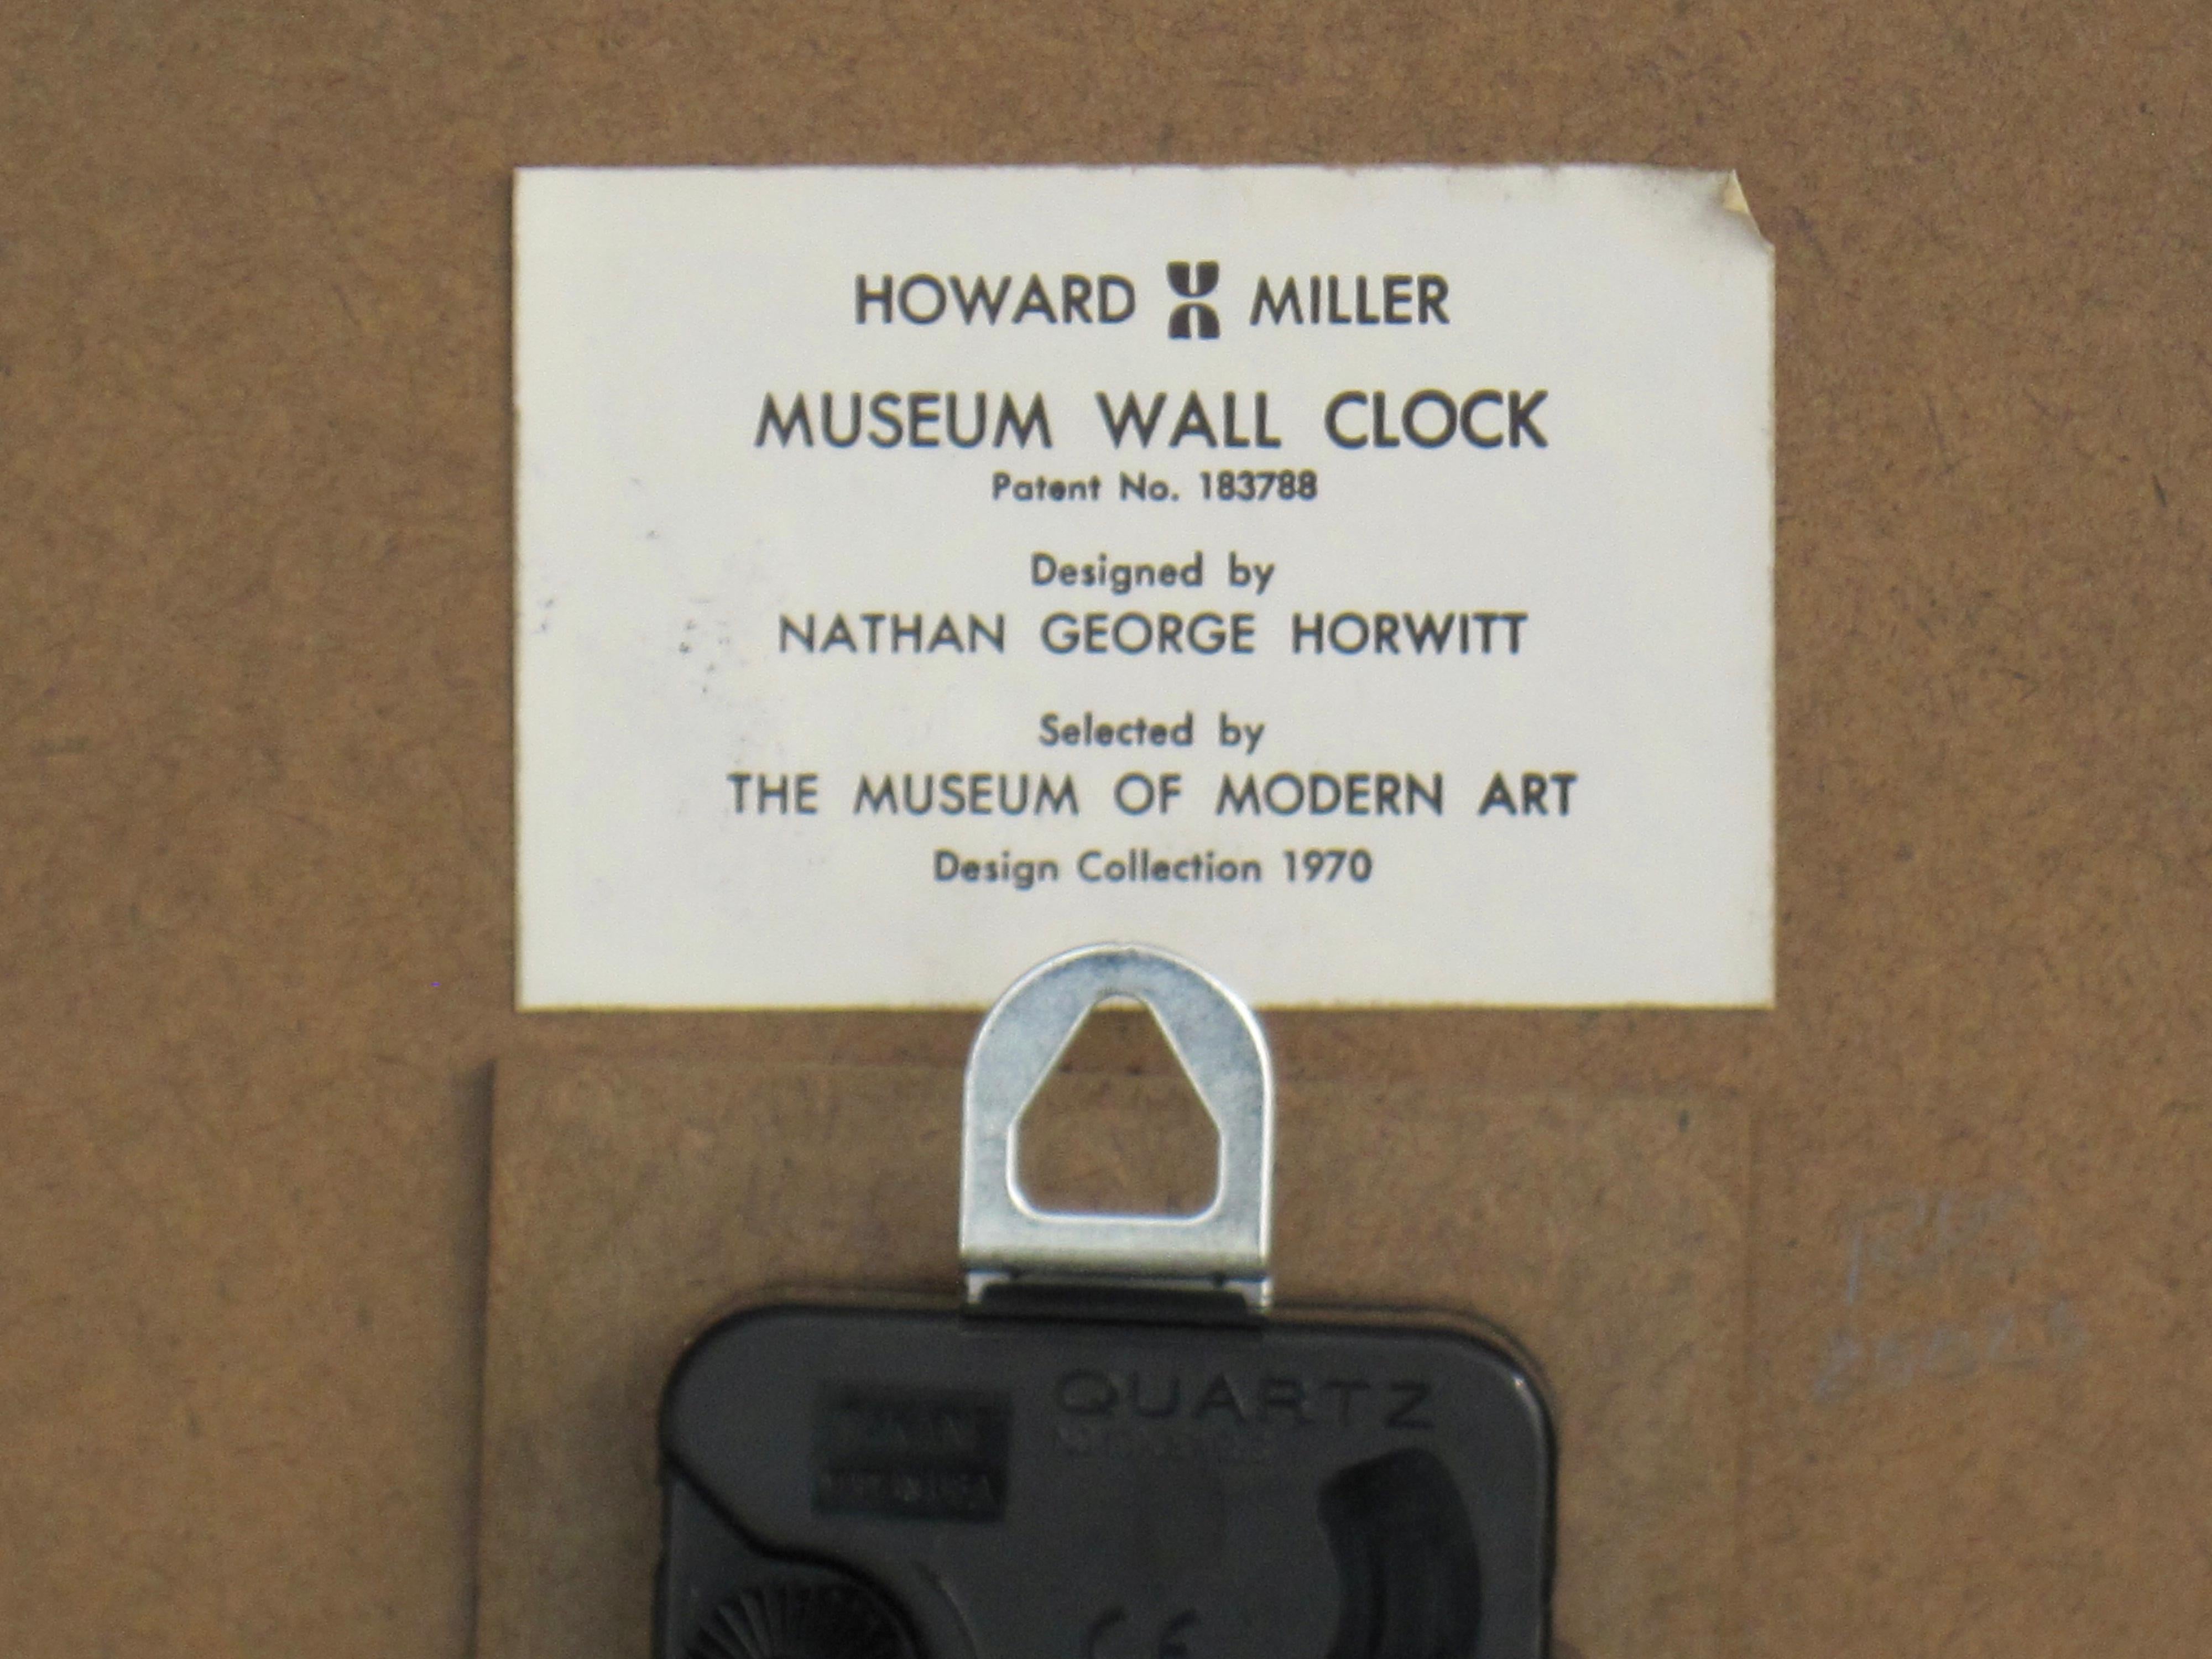 HOWARD MILLER
MUSEUM WALL CLOCK
Patent No. 183788
Designed by
NATHAN GEORGE HORWITT
Selected by
THE MUSEUM OF MODERN ART
Design Collection 1970
QUARTZ
CE